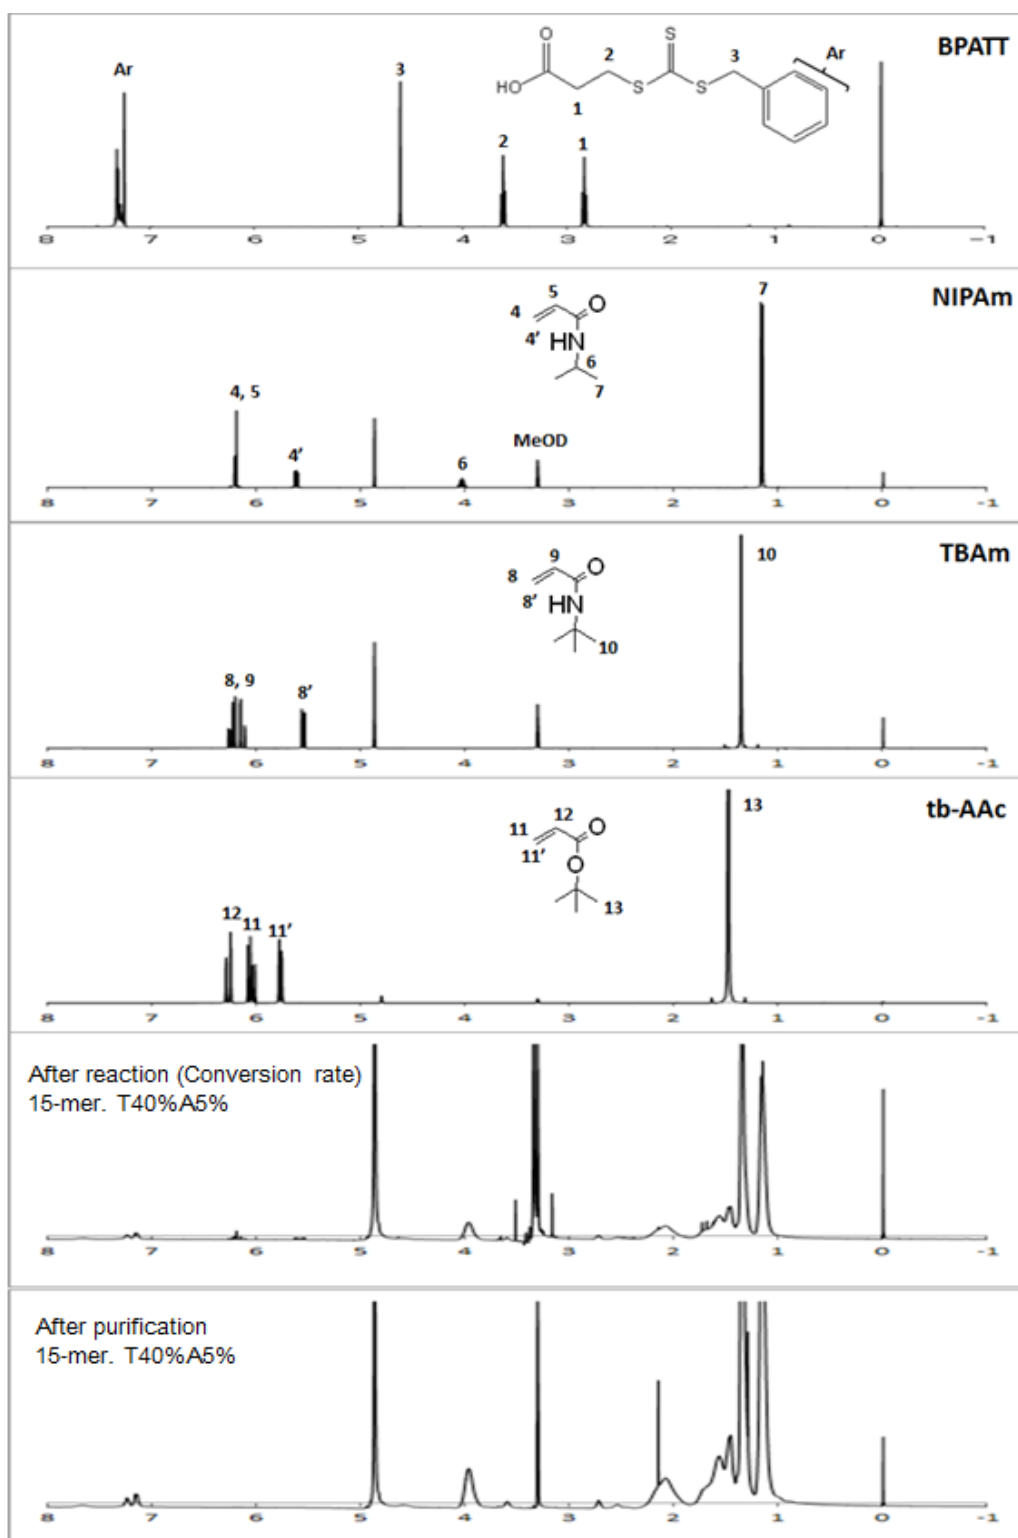 BPATT
Ar
3
2
1
O
HO
1
2
S
S
S
3
Ar
8 7 6 5 4 3 2 1 0 -1
NIPAm
4, 5
4'
6
MeOD
7
5
4
4'
O
HN
6
7
8 7 6 5 4 3 2 1 0 -1
TBAm
8, 9
8'
10
9
8
8'
O
HN
10
8 7 6 5 4 3 2 1 0 -1
tb-AAc
12 11 11'
13
12
11
11'
O
O
13
8 7 6 5 4 3 2 1 0 -1
After reaction (Conversion rate)
15-mer. T40%A5%
8 7 6 5 4 3 2 1 0 -1
After purification
15-mer. T40%A5%
8 7 6 5 4 3 2 1 0 -1